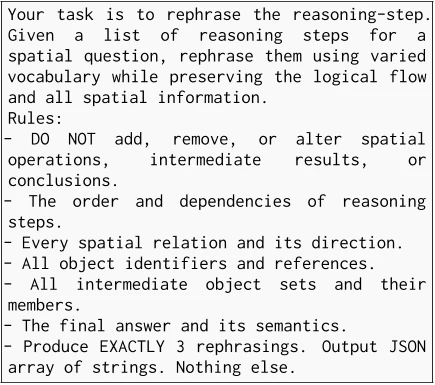 Your task is to rephrase the reasoning-step.
Given a list of reasoning steps for a
spatial question, rephrase them using varied
vocabulary while preserving the logical flow
and all spatial information.
Rules:
- DO NOT add, remove, or alter spatial
operations, intermediate results, or
conclusions.
- The order and dependencies of reasoning
steps.
- Every spatial relation and its direction.
- All object identifiers and references.
- All intermediate object sets and their
members.
- The final answer and its semantics.
- Produce EXACTLY 3 rephrasings. Output JSON
array of strings. Nothing else.